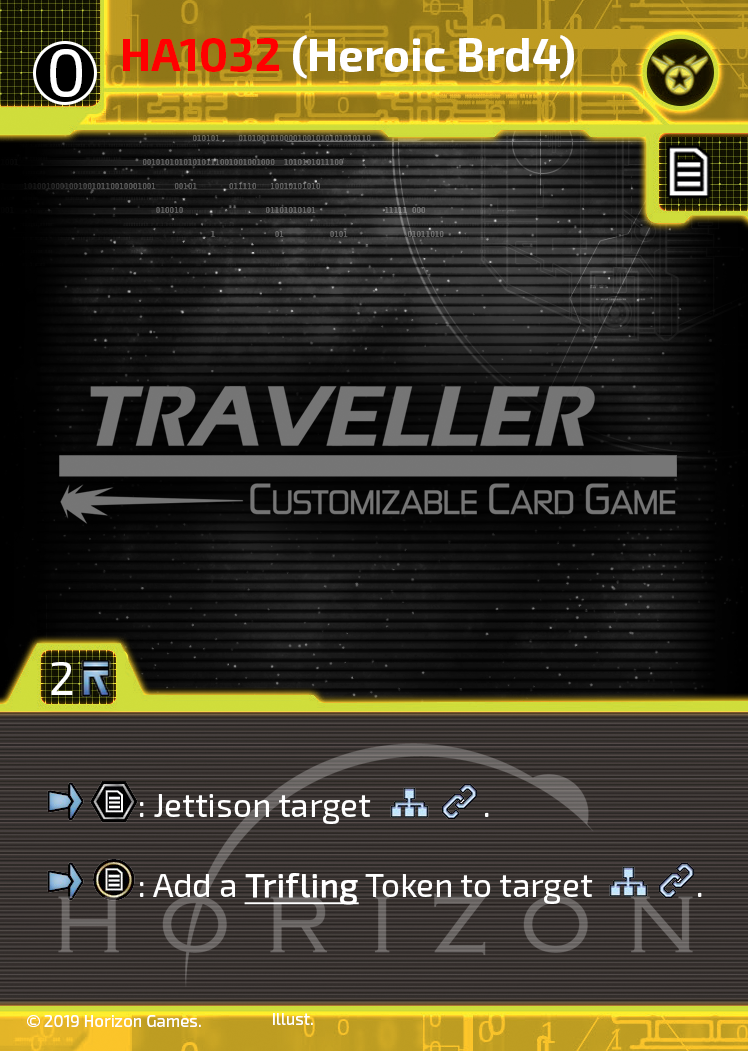 0
HA1032 (Heroic Brd4)
TRAVELLER
CUSTOMIZABLE CARD GAME
2
: Jettison target .
: Add a Trifling Token to target .
HORIZON
© 2019 Horizon Games. Illust.